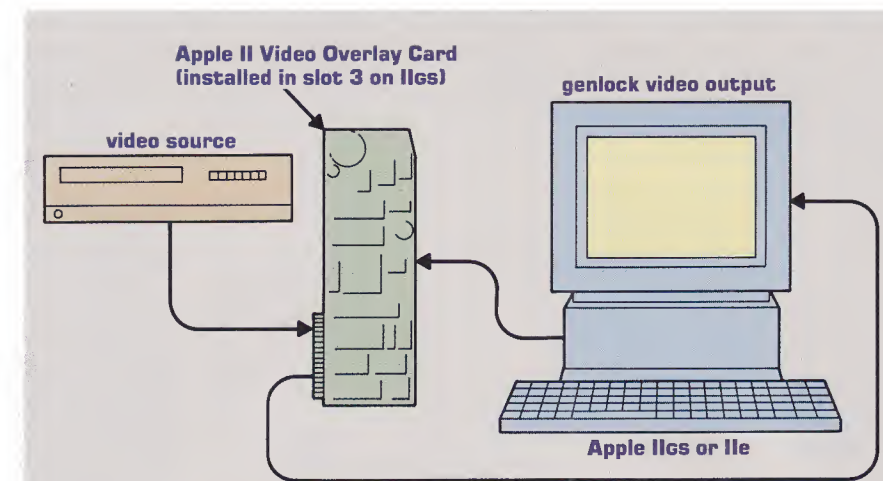 Apple II Video Overlay Card
(installed in slot 3 on IIGS)
genlock video output
video source
Apple IIGS or IIe